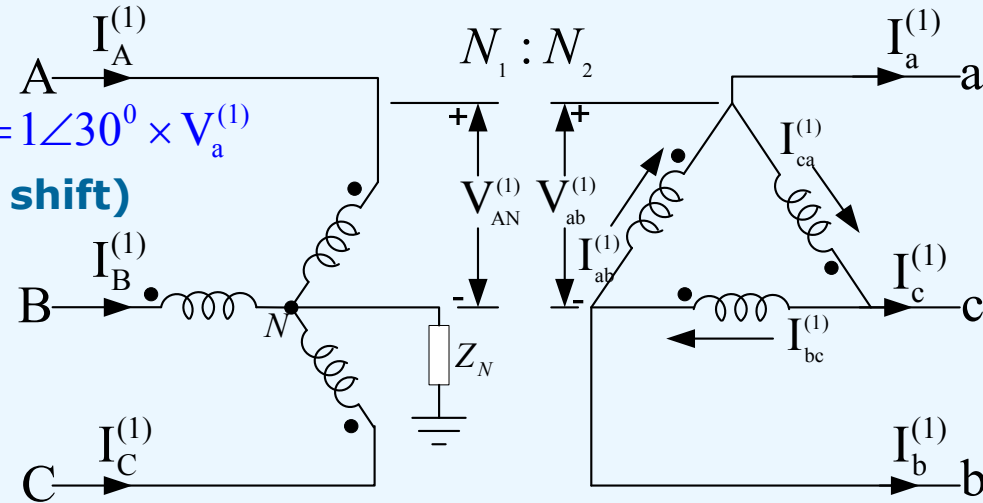 I_A^(1)
N_1 : N_2
I_a^(1)
A
a
= 1∠30^0 × V_a^(1)
shift)
+
+
I_ca^(1)
V_AN^(1)
V_ab^(1)
I_B^(1)
I_ab^(1)
I_c^(1)
B
N
-
-
c
Z_N
I_bc^(1)
I_C^(1)
I_b^(1)
C
b